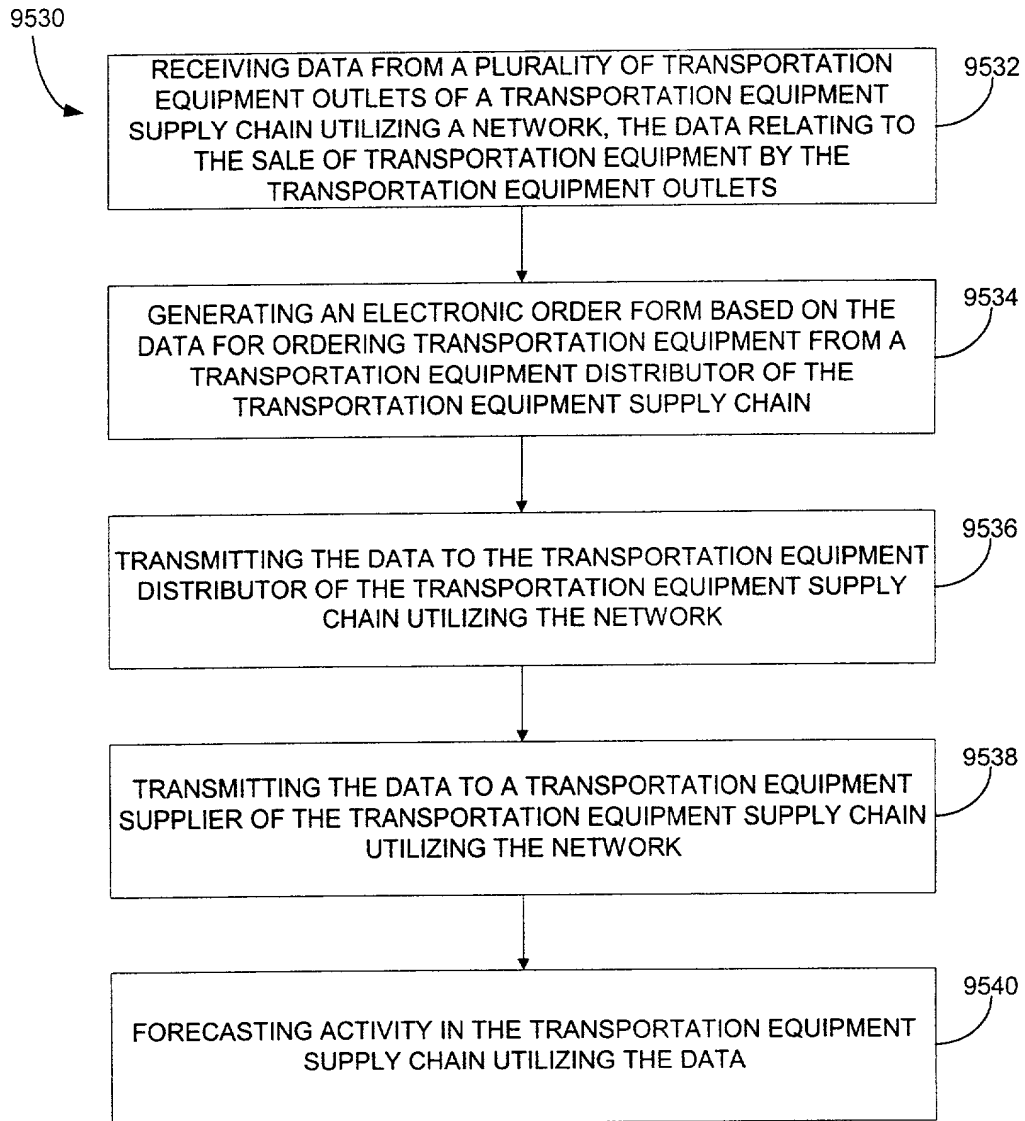 9530
RECEIVING DATA FROM A PLURALITY OF TRANSPORTATION
EQUIPMENT OUTLETS OF A TRANSPORTATION EQUIPMENT
SUPPLY CHAIN UTILIZING A NETWORK, THE DATA RELATING TO
THE SALE OF TRANSPORTATION EQUIPMENT BY THE
TRANSPORTATION EQUIPMENT OUTLETS
9532
GENERATING AN ELECTRONIC ORDER FORM BASED ON THE
DATA FOR ORDERING TRANSPORTATION EQUIPMENT FROM A
TRANSPORTATION EQUIPMENT DISTRIBUTOR OF THE
TRANSPORTATION EQUIPMENT SUPPLY CHAIN
9534
TRANSMITTING THE DATA TO THE TRANSPORTATION EQUIPMENT
DISTRIBUTOR OF THE TRANSPORTATION EQUIPMENT SUPPLY
CHAIN UTILIZING THE NETWORK
9536
TRANSMITTING THE DATA TO A TRANSPORTATION EQUIPMENT
SUPPLIER OF THE TRANSPORTATION EQUIPMENT SUPPLY CHAIN
UTILIZING THE NETWORK
9538
FORECASTING ACTIVITY IN THE TRANSPORTATION EQUIPMENT
SUPPLY CHAIN UTILIZING THE DATA
9540